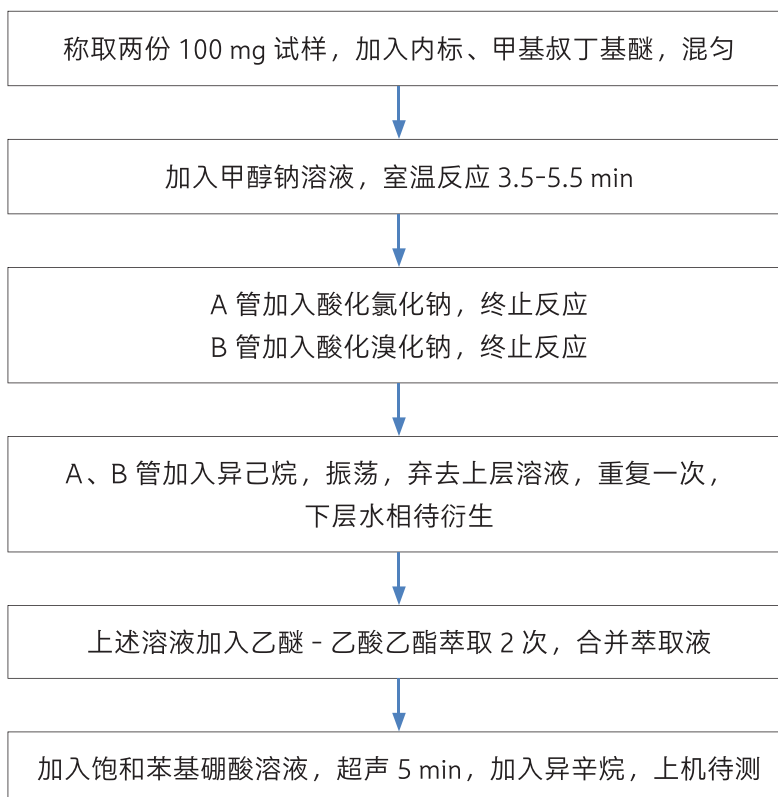 称取两份 100 mg 试样，加入内标、甲基叔丁基醚，混匀
加入甲醇钠溶液，室温反应 3.5-5.5 min
A 管加入酸化氯化钠，终止反应
B 管加入酸化溴化钠，终止反应
A、B 管加入异己烷，振荡，弃去上层溶液，重复一次，
下层水相待衍生
上述溶液加入乙醚 – 乙酸乙酯萃取 2 次，合并萃取液
加入饱和苯基硼酸溶液，超声 5 min，加入异辛烷，上机待测